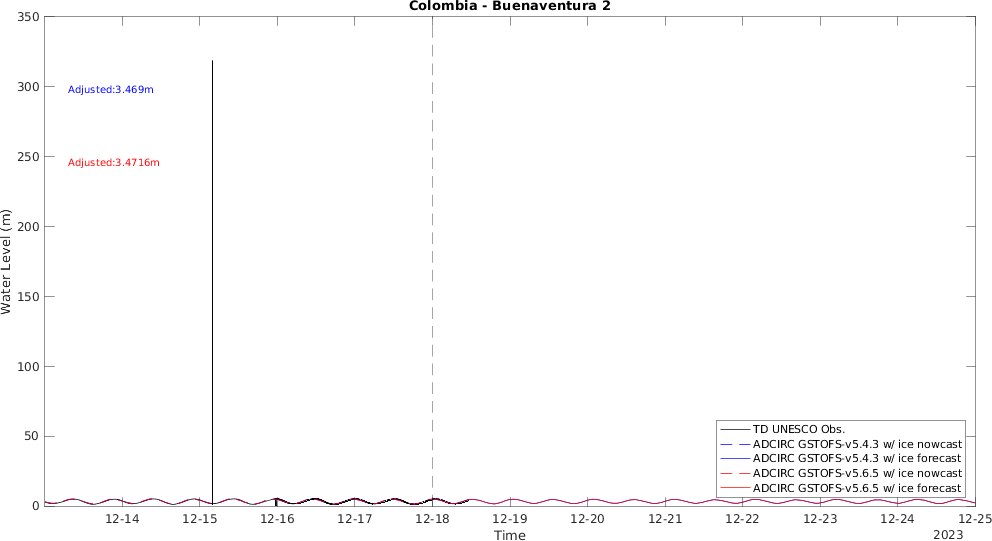 Colombia - Buenaventura 2
350
300
250
200
150
100
50
0
Water Level (m)
Adjusted:3.469m
Adjusted:3.4716m
TD UNESCO Obs.
ADCIRC GSTOFS-v5.4.3 w/ ice nowcast
ADCIRC GSTOFS-v5.4.3 w/ ice forecast
ADCIRC GSTOFS-v5.6.5 w/ ice nowcast
ADCIRC GSTOFS-v5.6.5 w/ ice forecast
12-14 12-15 12-16 12-17 12-18 12-19 12-20 12-21 12-22 12-23 12-24 12-25
Time
2023